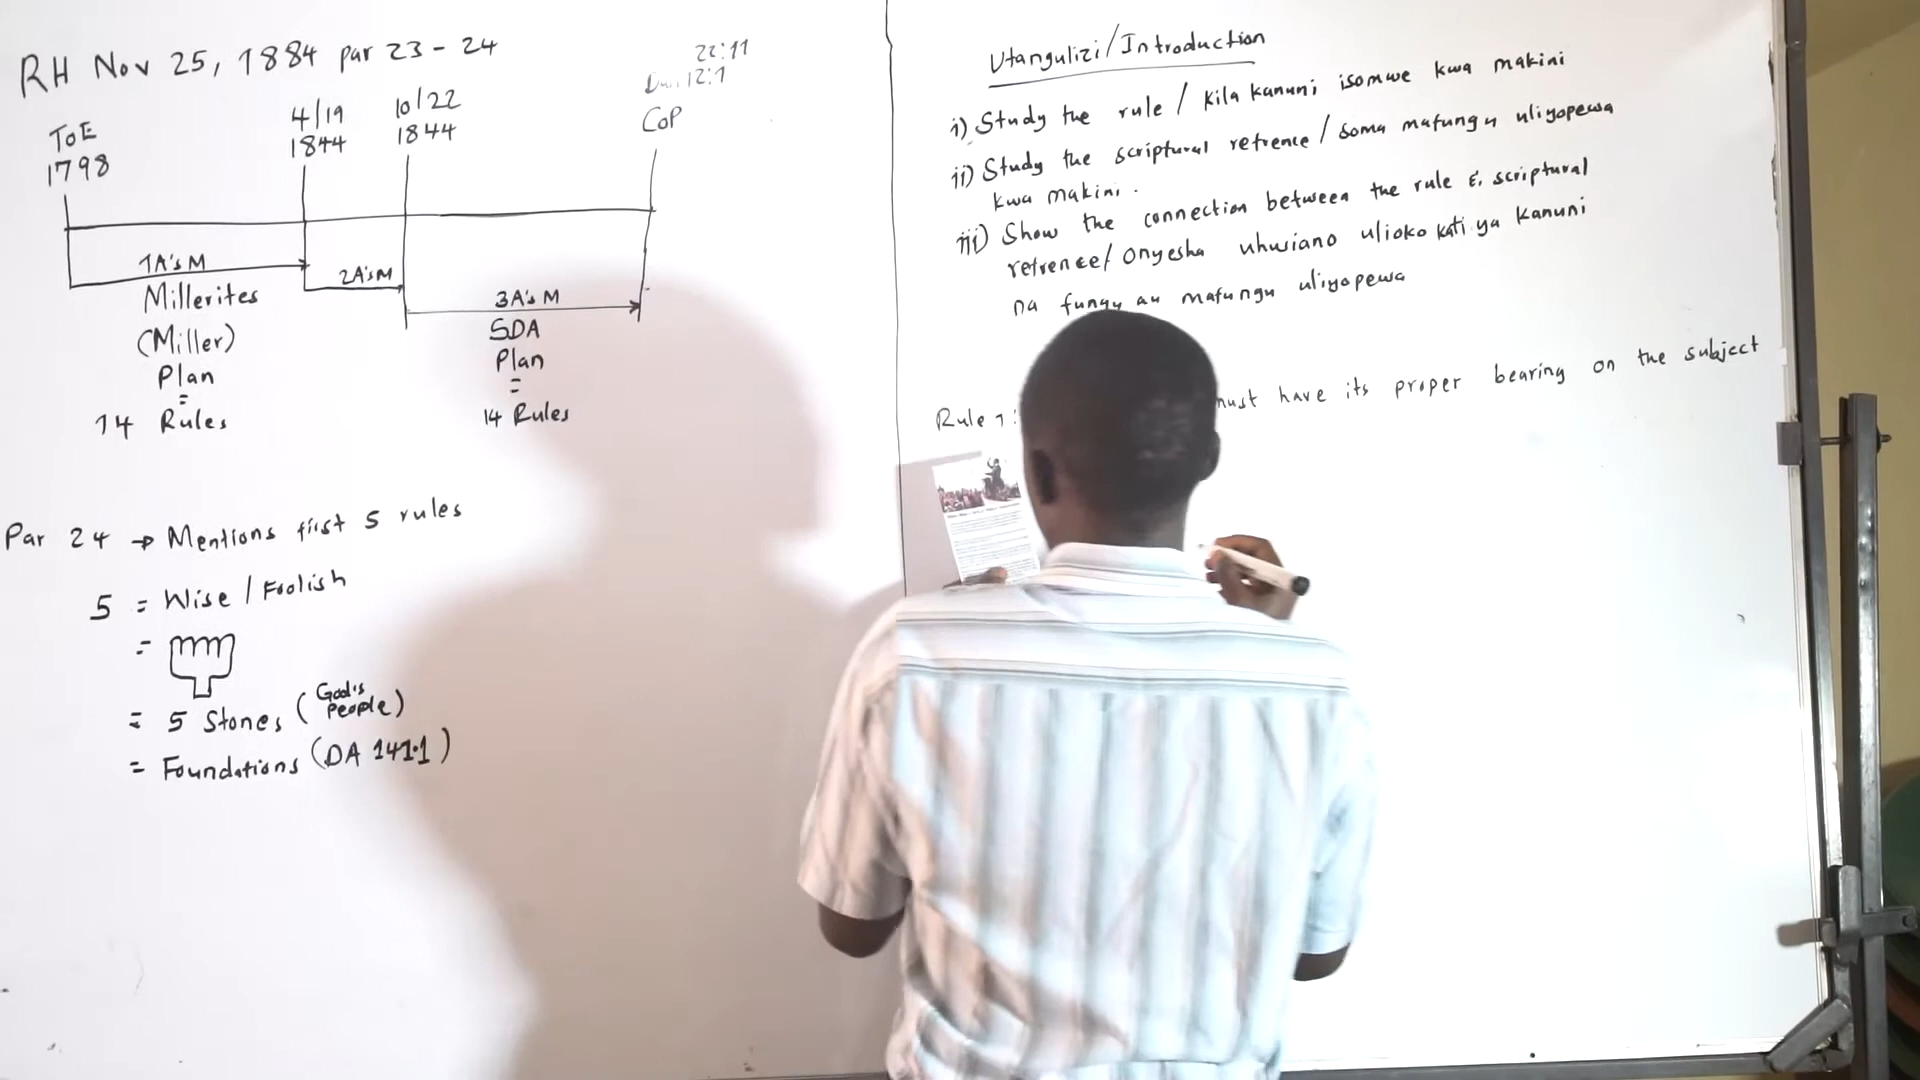 RH Nov 25, 1884 par 23 - 24
22:11
12:1
ToE
1798
4/19
1844
10/22
1844
CoP
1A's M
2A's M
3A's M
Millerites
(Miller)
Plan
=
14 Rules
SDA
Plan
=
14 Rules
Par 24 → Mentions first 5 rules
5 = Wise / Foolish
=
= 5 Stones (God's People)
= Foundations (DA 141.1)
Utangulizi/Introduction
i) Study the rule / kila kanuni isomwe kwa makini
ii) Study the scriptural refrence / soma mafungu uliyopewa
kwa makini.
iii) Show the connection between the rule & scriptural
refrence/ onyesha uhusiano ulioko kati ya kanuni
na fungu au mafungu uliyopewa
Rule 1: must have its proper bearing on the subject